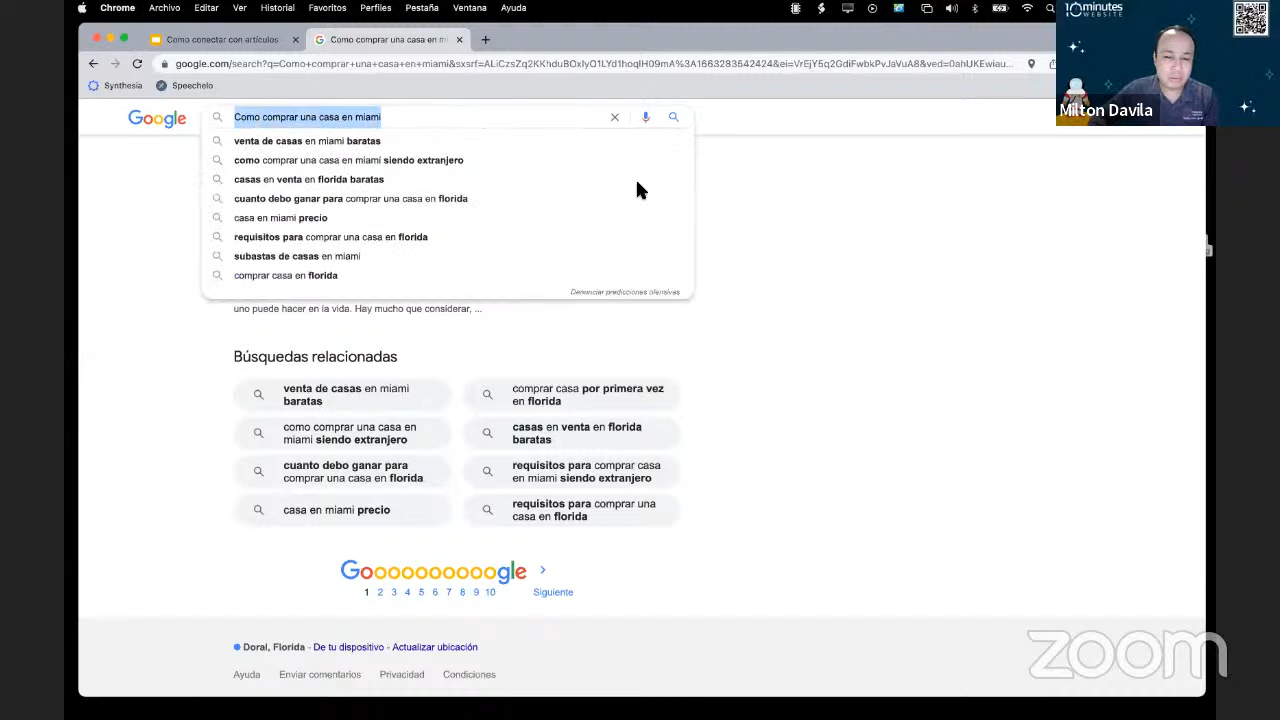 Chrome Archivo Editar Ver Historial Favoritos Perfiles Pestaña Ventana Ayuda
10minutes
WEBSITE
Como conectar con artículos
Como comprar una casa en mi
google.com/search?q=Como+comprar+una+casa+en+miami&sxsrf=
Synthesia Speechelo
Milton Davila
Google
Como comprar una casa en miami
venta de casas en miami baratas
como comprar una casa en miami siendo extranjero
casas en venta en florida baratas
cuanto debo ganar para comprar una casa en florida
casa en miami precio
requisitos para comprar una casa en florida
subastas de casas en miami
comprar casa en florida
Denunciar predicciones ofensivas
uno puede hacer en la vida. Hay mucho que considerar, ...
Búsquedas relacionadas
venta de casas en miami
baratas
comprar casa por primera vez
en florida
como comprar una casa en
miami siendo extranjero
casas en venta en florida
baratas
cuanto debo ganar para
comprar una casa en florida
requisitos para comprar casa
en miami siendo extranjero
casa en miami precio
requisitos para comprar una
casa en florida
Goooooooooogle
1 2 3 4 5 6 7 8 9 10 Siguiente
Doral, Florida - De tu dispositivo - Actualizar ubicación
Ayuda Enviar comentarios Privacidad Condiciones
zoom